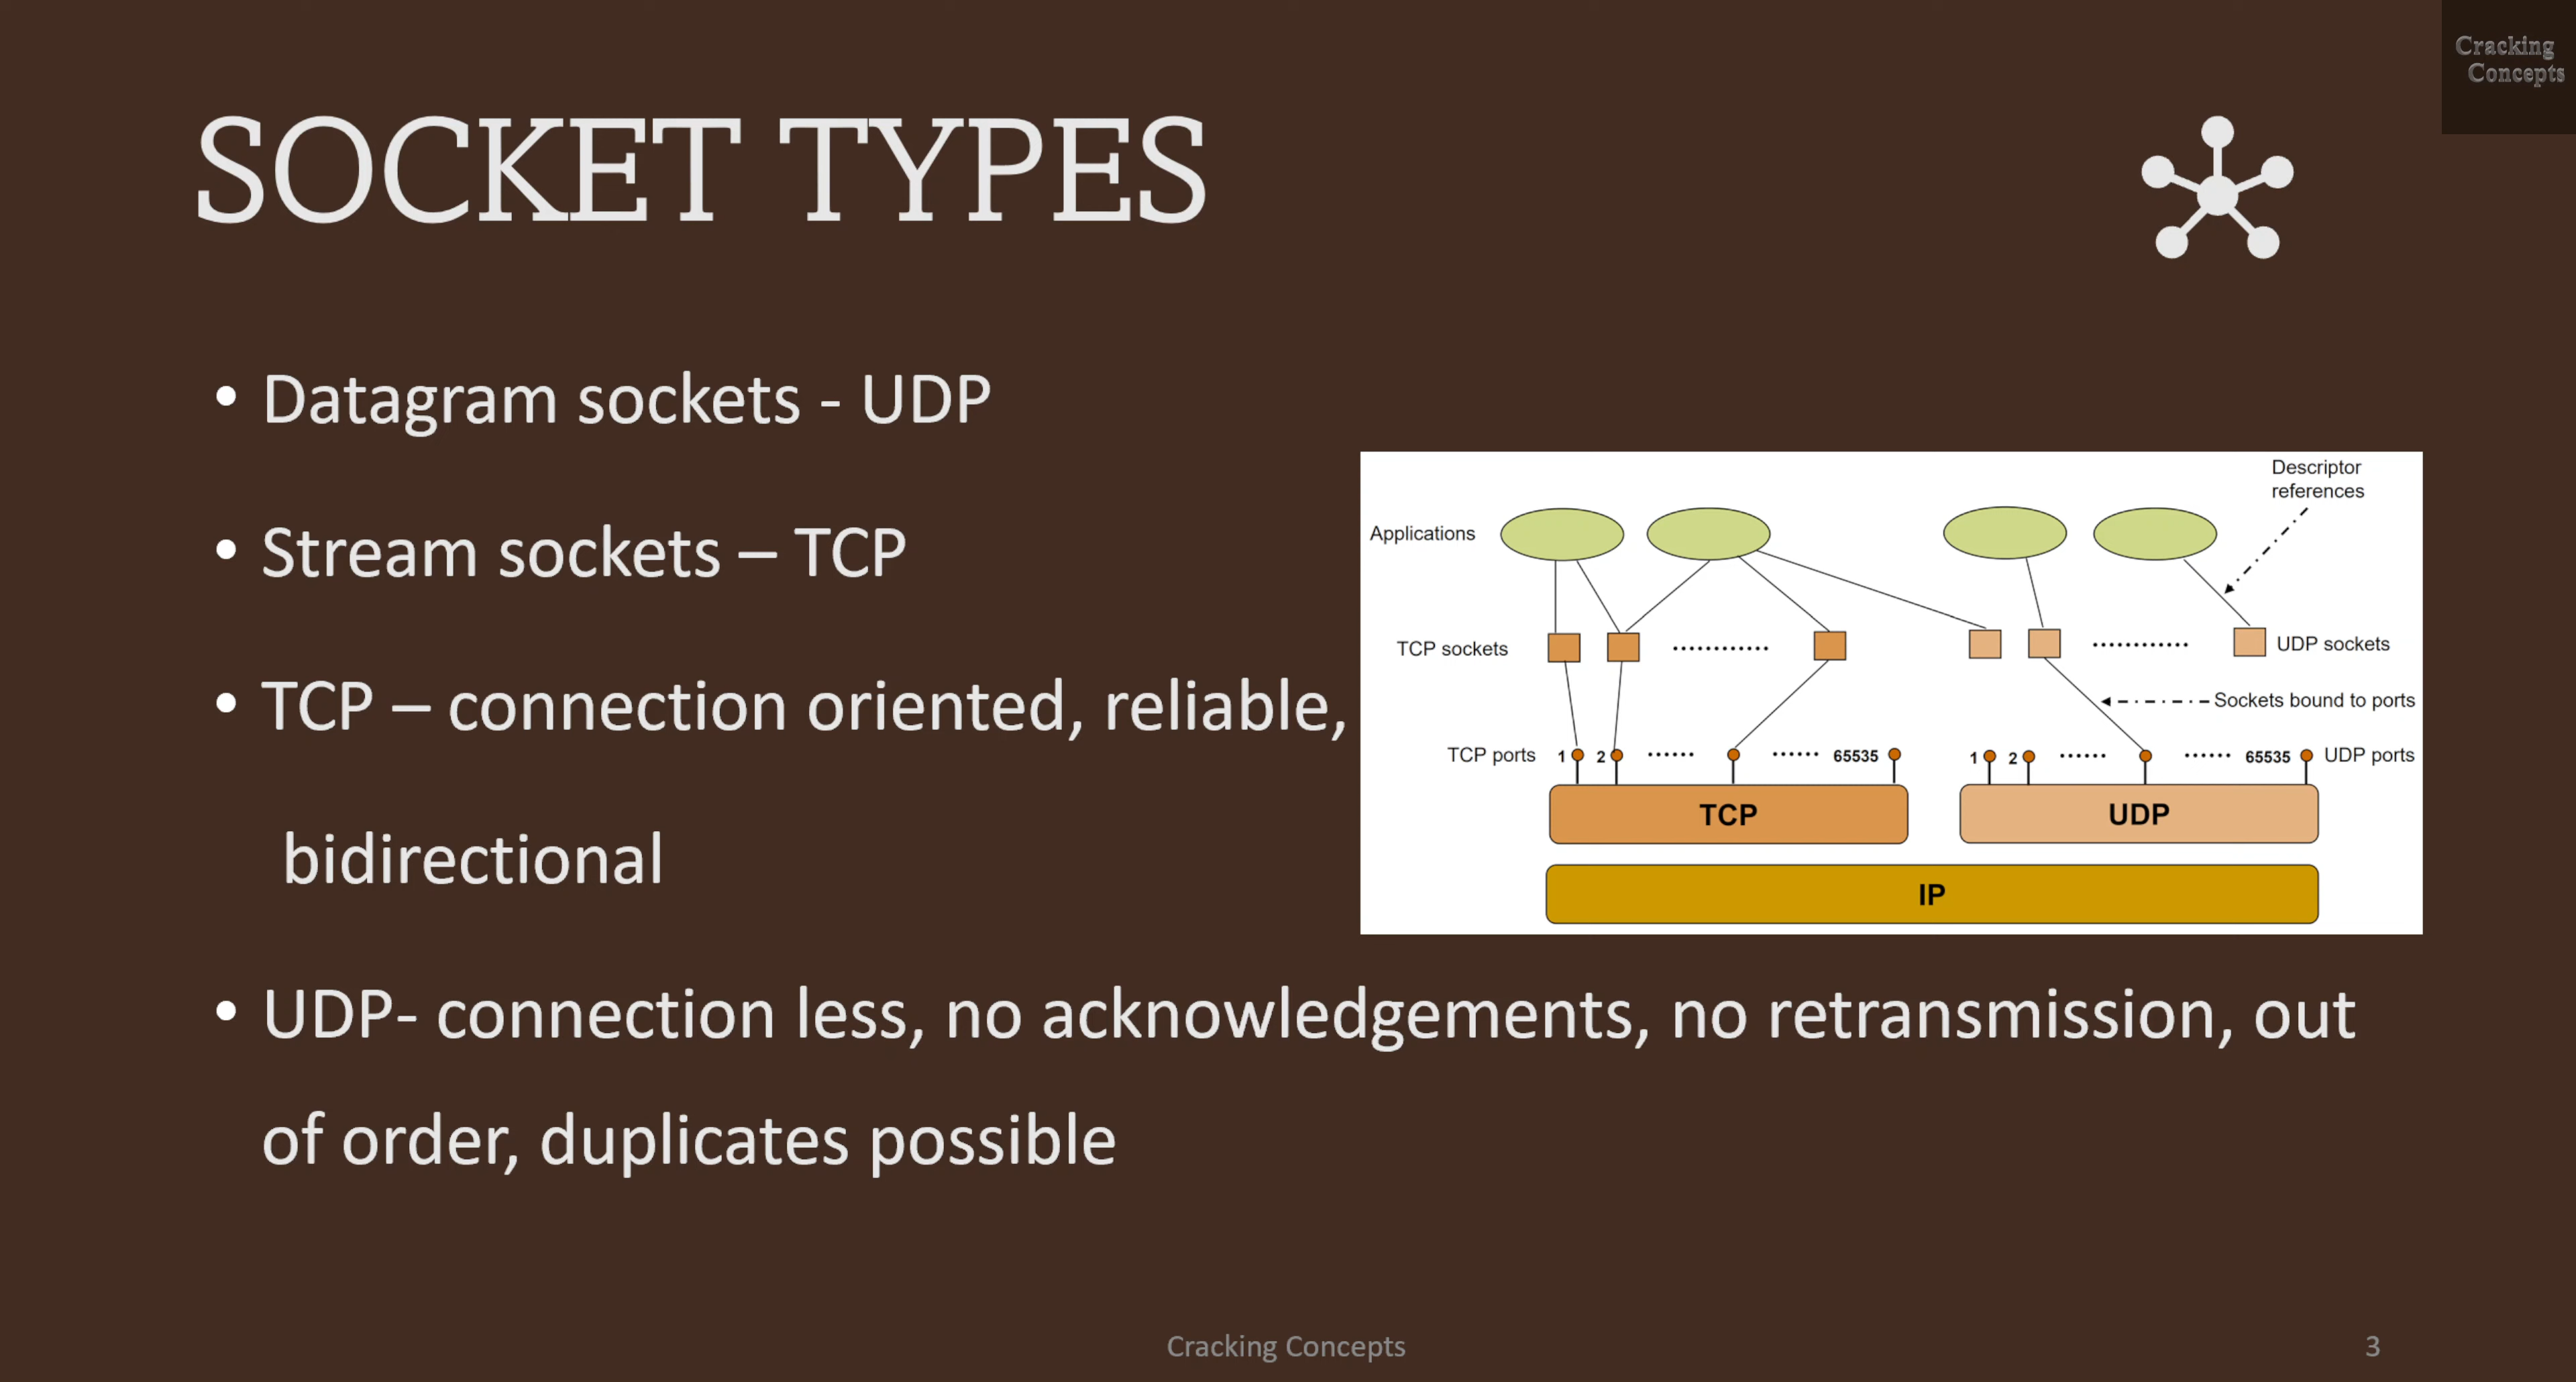 Cracking
Concepts
SOCKET TYPES
• Datagram sockets - UDP
• Stream sockets – TCP
• TCP – connection oriented, reliable,
bidirectional
• UDP- connection less, no acknowledgements, no retransmission, out
of order, duplicates possible
Descriptor
references
Applications
TCP sockets ............ ............ UDP sockets
Sockets bound to ports
TCP ports 1 2 ...... ...... 65535 1 2 ...... ...... 65535 UDP ports
TCP UDP
IP
Cracking Concepts 3